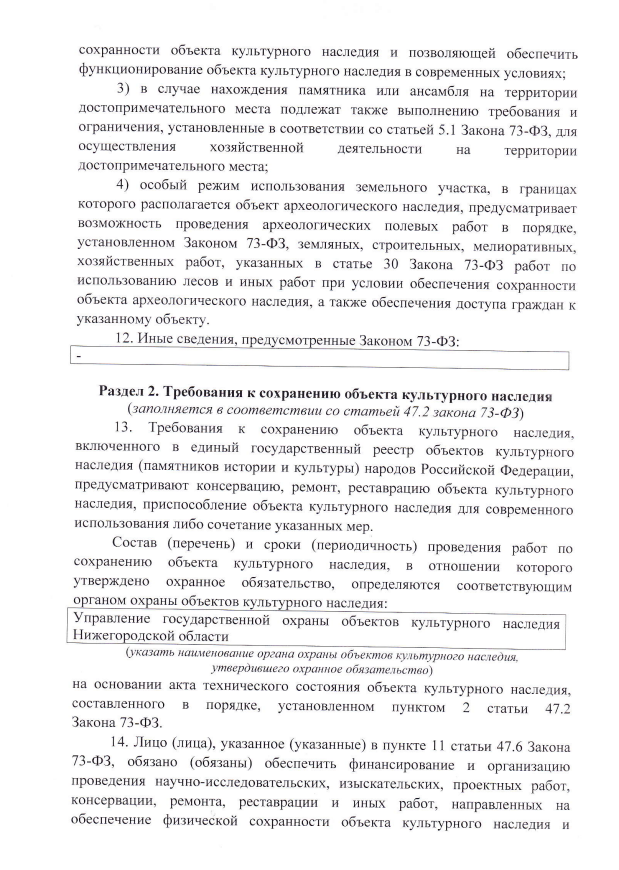 сохранности объекта культурного наследия и позволяющей обеспечить
функционирование объекта культурного наследия в современных условиях;
3) в случае нахождения памятника или ансамбля на территории
достопримечательного места подлежат также выполнению требования и
ограничения, установленные в соответствии со статьей 5.1 Закона 73-ФЗ, для
осуществления хозяйственной деятельности на территории
достопримечательного места;
4) особый режим использования земельного участка, в границах
которого располагается объект археологического наследия, предусматривает
возможность проведения археологических полевых работ в порядке,
установленном Законом 73-ФЗ, земляных, строительных, мелиоративных,
хозяйственных работ, указанных в статье 30 Закона 73-ФЗ работ по
использованию лесов и иных работ при условии обеспечения сохранности
объекта археологического наследия, а также обеспечения доступа граждан к
указанному объекту.
12. Иные сведения, предусмотренные Законом 73-ФЗ:
-
Раздел 2. Требования к сохранению объекта культурного наследия
(заполняется в соответствии со статьей 47.2 закона 73-ФЗ)
13. Требования к сохранению объекта культурного наследия,
включенного в единый государственный реестр объектов культурного
наследия (памятников истории и культуры) народов Российской Федерации,
предусматривают консервацию, ремонт, реставрацию объекта культурного
наследия, приспособление объекта культурного наследия для современного
использования либо сочетание указанных мер.
Состав (перечень) и сроки (периодичность) проведения работ по
сохранению объекта культурного наследия, в отношении которого
утверждено охранное обязательство, определяются соответствующим
органом охраны объектов культурного наследия:
Управление государственной охраны объектов культурного наследия
Нижегородской области
(указать наименование органа охраны объектов культурного наследия,
утвердившего охранное обязательство)
на основании акта технического состояния объекта культурного наследия,
составленного в порядке, установленном пунктом 2 статьи 47.2
Закона 73-ФЗ.
14. Лицо (лица), указанное (указанные) в пункте 11 статьи 47.6 Закона
73-ФЗ, обязано (обязаны) обеспечить финансирование и организацию
проведения научно-исследовательских, изыскательских, проектных работ,
консервации, ремонта, реставрации и иных работ, направленных на
обеспечение физической сохранности объекта культурного наследия и